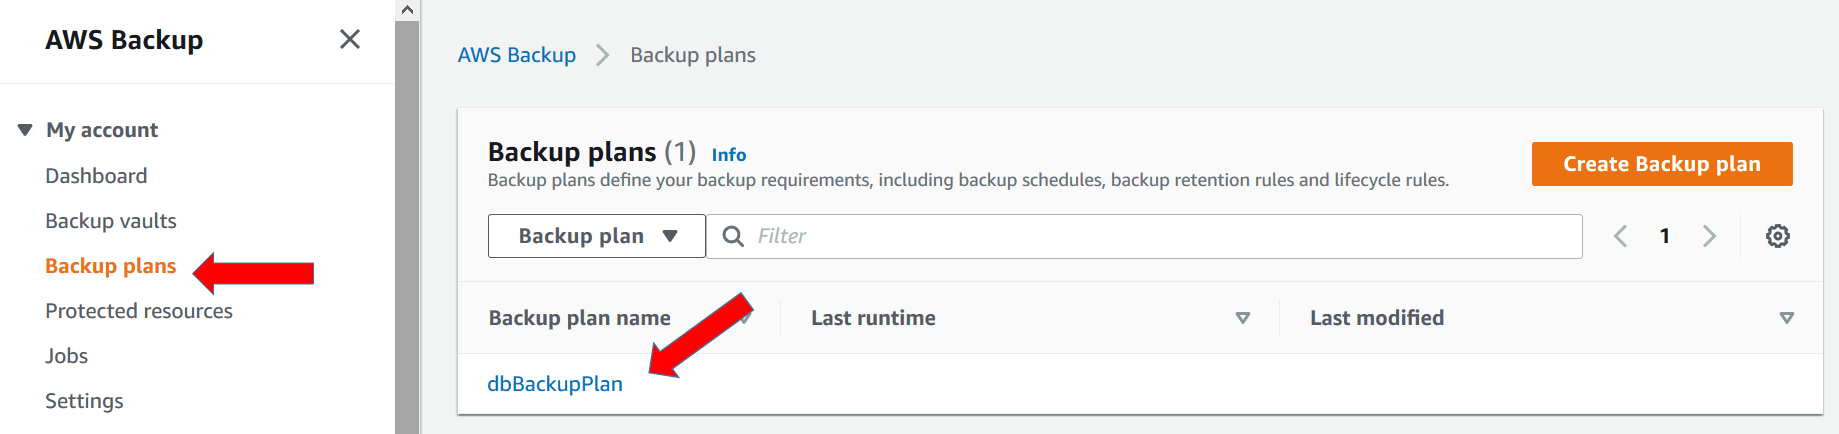 AWS Backup
My account
Dashboard
Backup vaults
Backup plans
Protected resources
Jobs
Settings
AWS Backup > Backup plans
Backup plans (1) Info
Backup plans define your backup requirements, including backup schedules, backup retention rules and lifecycle rules.
Create Backup plan
Backup plan Filter 1
Backup plan name Last runtime Last modified
dbBackupPlan